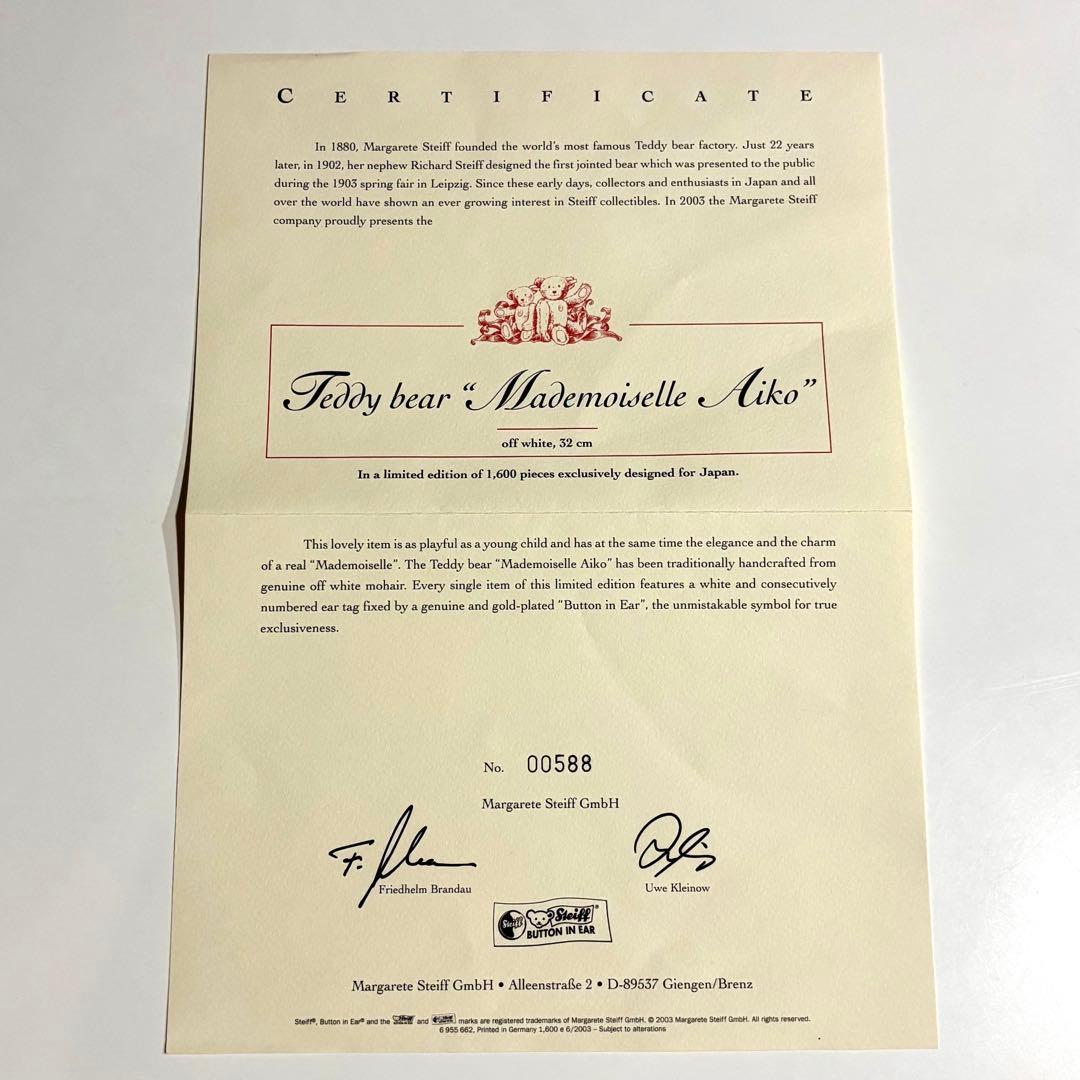 CERTIFICATE
In 1880, Margarete Steiff founded the world's most famous Teddy bear factory. Just 22 years
later, in 1902, her nephew Richard Steiff designed the first jointed bear which was presented to the public
during the 1903 spring fair in Leipzig. Since these early days, collectors and enthusiasts in Japan and all
over the world have shown an ever growing interest in Steiff collectibles. In 2003 the Margarete Steiff
company proudly presents the
Teddy bear “Mademoiselle Aiko”
off white, 32 cm
In a limited edition of 1,600 pieces exclusively designed for Japan.
This lovely item is as playful as a young child and has at the same time the elegance and the charm
of a real “Mademoiselle”. The Teddy bear “Mademoiselle Aiko” has been traditionally handcrafted from
genuine off white mohair. Every single item of this limited edition features a white and consecutively
numbered ear tag fixed by a genuine and gold-plated “Button in Ear”, the unmistakable symbol for true
exclusiveness.
No. 00588
Margarete Steiff GmbH
Friedhelm Brandau
Uwe Kleinow
Steiff Steiff®
BUTTON IN EAR
Margarete Steiff GmbH • Alleenstraße 2 • D-89537 Giengen/Brenz
Steiff®, Button in Ear® and the and marks are registered trademarks of Margarete Steiff GmbH. © 2003 Margarete Steiff GmbH. All rights reserved.
6 955 662, Printed in Germany 1,600 e 6/2003 – Subject to alterations